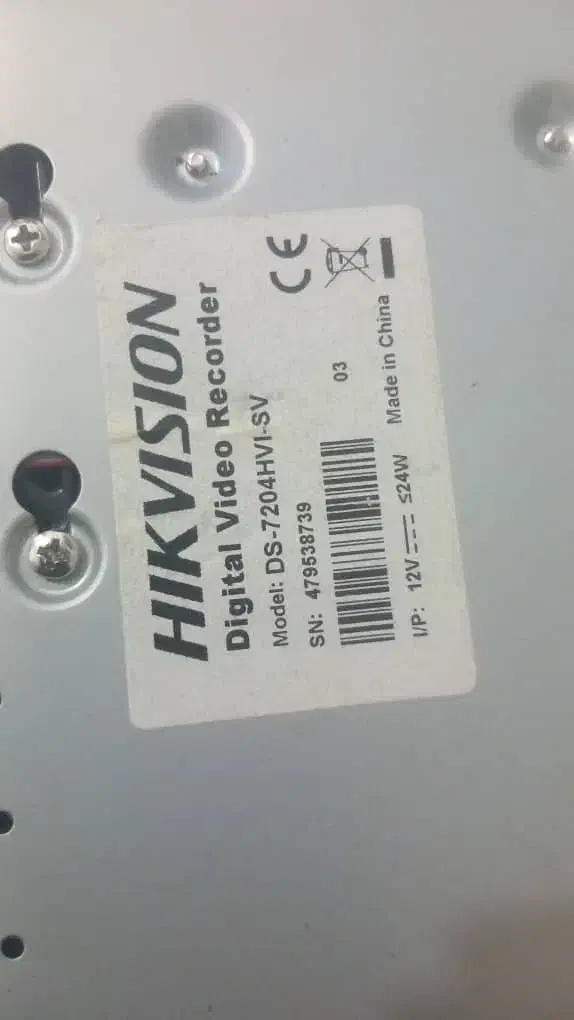 HIKVISION
Digital Video Recorder
Model: DS-7204HVI-SV
SN: 479538739
03
I/P: 12V⎓ ≤24W Made in China
CE